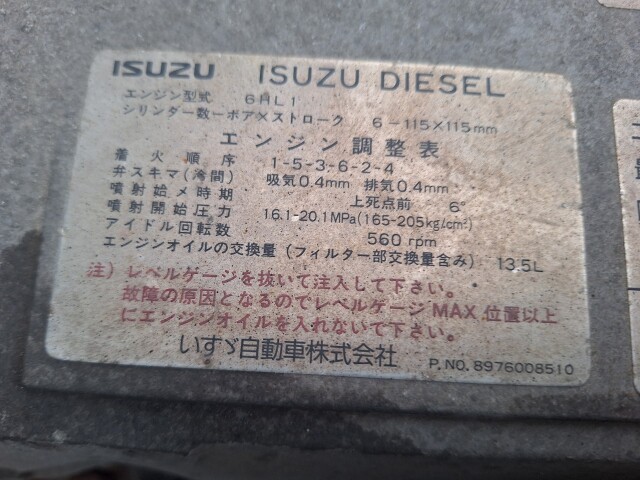 ISUZU ISUZU DIESEL
エンジン型式 6HL1
シリンダー数－ボア×ストローク 6－115×115mm
エンジン調整表
着火順序 1-5-3-6-2-4
弁スキマ(冷間) 吸気0.4mm 排気0.4mm
噴射始メ時期 上死点前 6°
噴射開始圧力 16.1-20.1MPa(165-205kg/cm²)
アイドル回転数 560 rpm
エンジンオイルの交換量(フィルター部交換量含み) 13.5L
注)レベルゲージを抜いて注入して下さい。
故障の原因となるのでレベルゲージMAX位置以上
にエンジンオイルを入れないで下さい。
いすゞ自動車株式会社 P.NO.8976008510